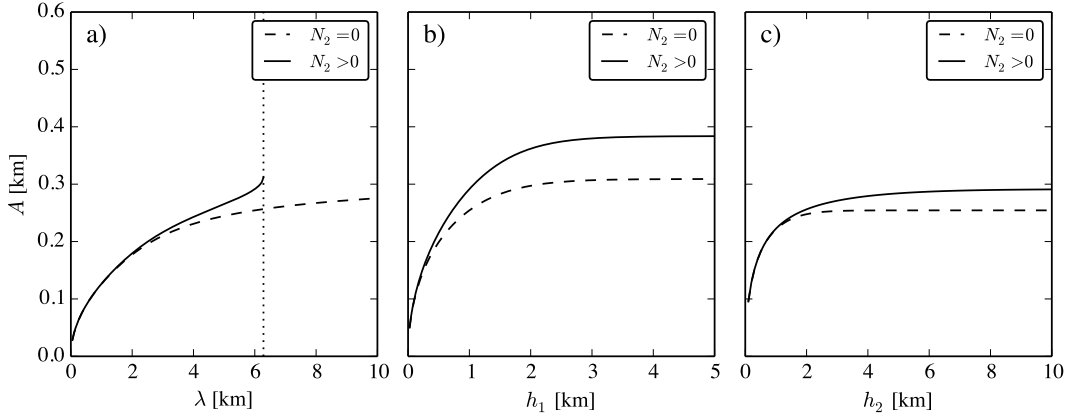 a)
N₂ = 0
N₂ > 0
A [km]
0.6
0.5
0.4
0.3
0.2
0.1
0.0
0 2 4 6 8 10
λ [km]
b)
N₂ = 0
N₂ > 0
0 1 2 3 4 5
h₁ [km]
c)
N₂ = 0
N₂ > 0
0 2 4 6 8 10
h₂ [km]